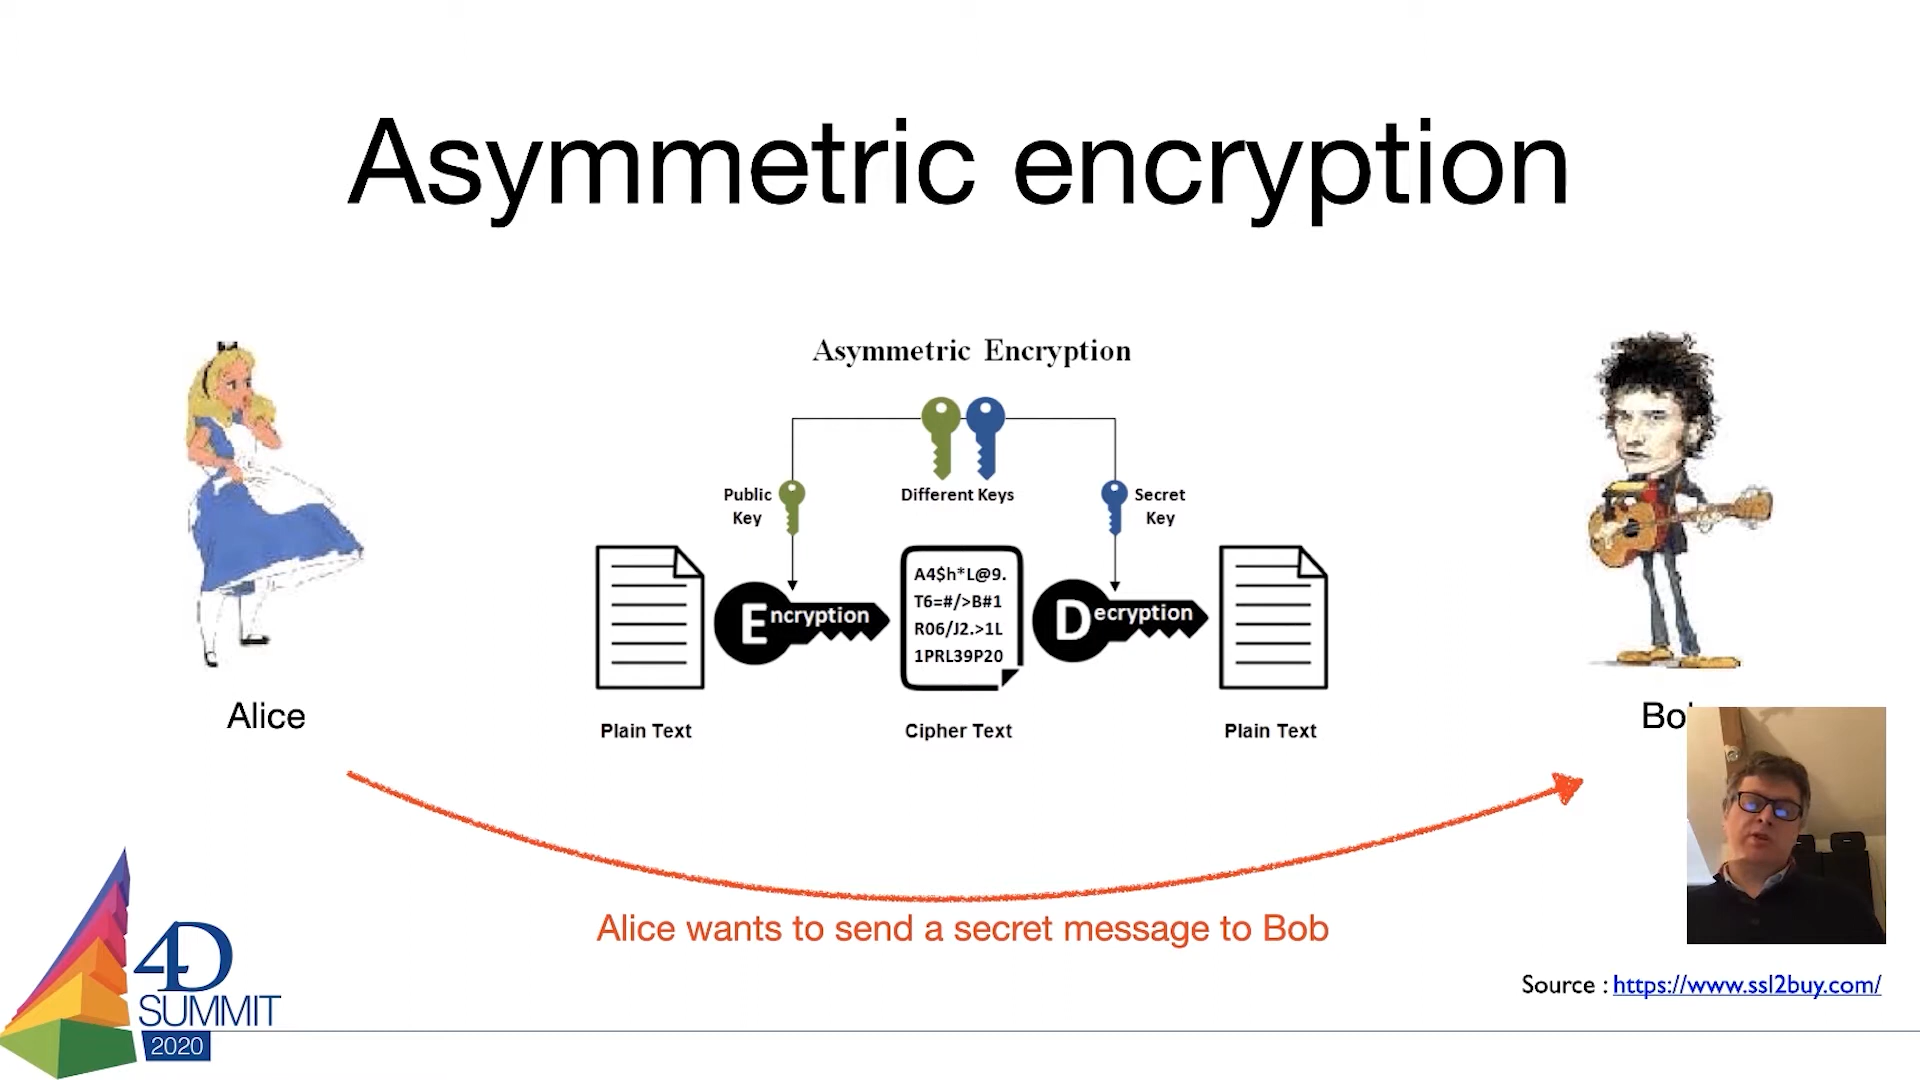 Asymmetric encryption
Asymmetric Encryption
Public
Key
Different Keys
Secret
Key
A4$h*L@9.
T6=#/>B#1
R06/J2.>1L
1PRL39P20
Encryption
Decryption
Plain Text
Cipher Text
Plain Text
Alice
Alice wants to send a secret message to Bob
4D
SUMMIT
2020
Source : https://www.ssl2buy.com/